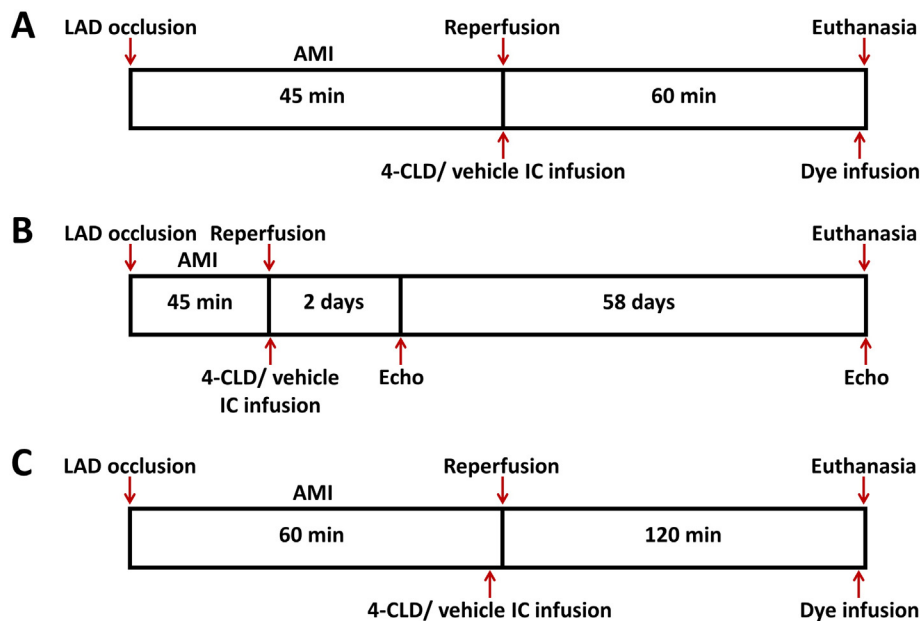 A
LAD occlusion
Reperfusion
Euthanasia
AMI
45 min
60 min
4-CLD/ vehicle IC infusion
Dye infusion
B
LAD occlusion
Reperfusion
Euthanasia
AMI
45 min
2 days
58 days
4-CLD/ vehicle
IC infusion
Echo
Echo
C
LAD occlusion
Reperfusion
Euthanasia
AMI
60 min
120 min
4-CLD/ vehicle IC infusion
Dye infusion